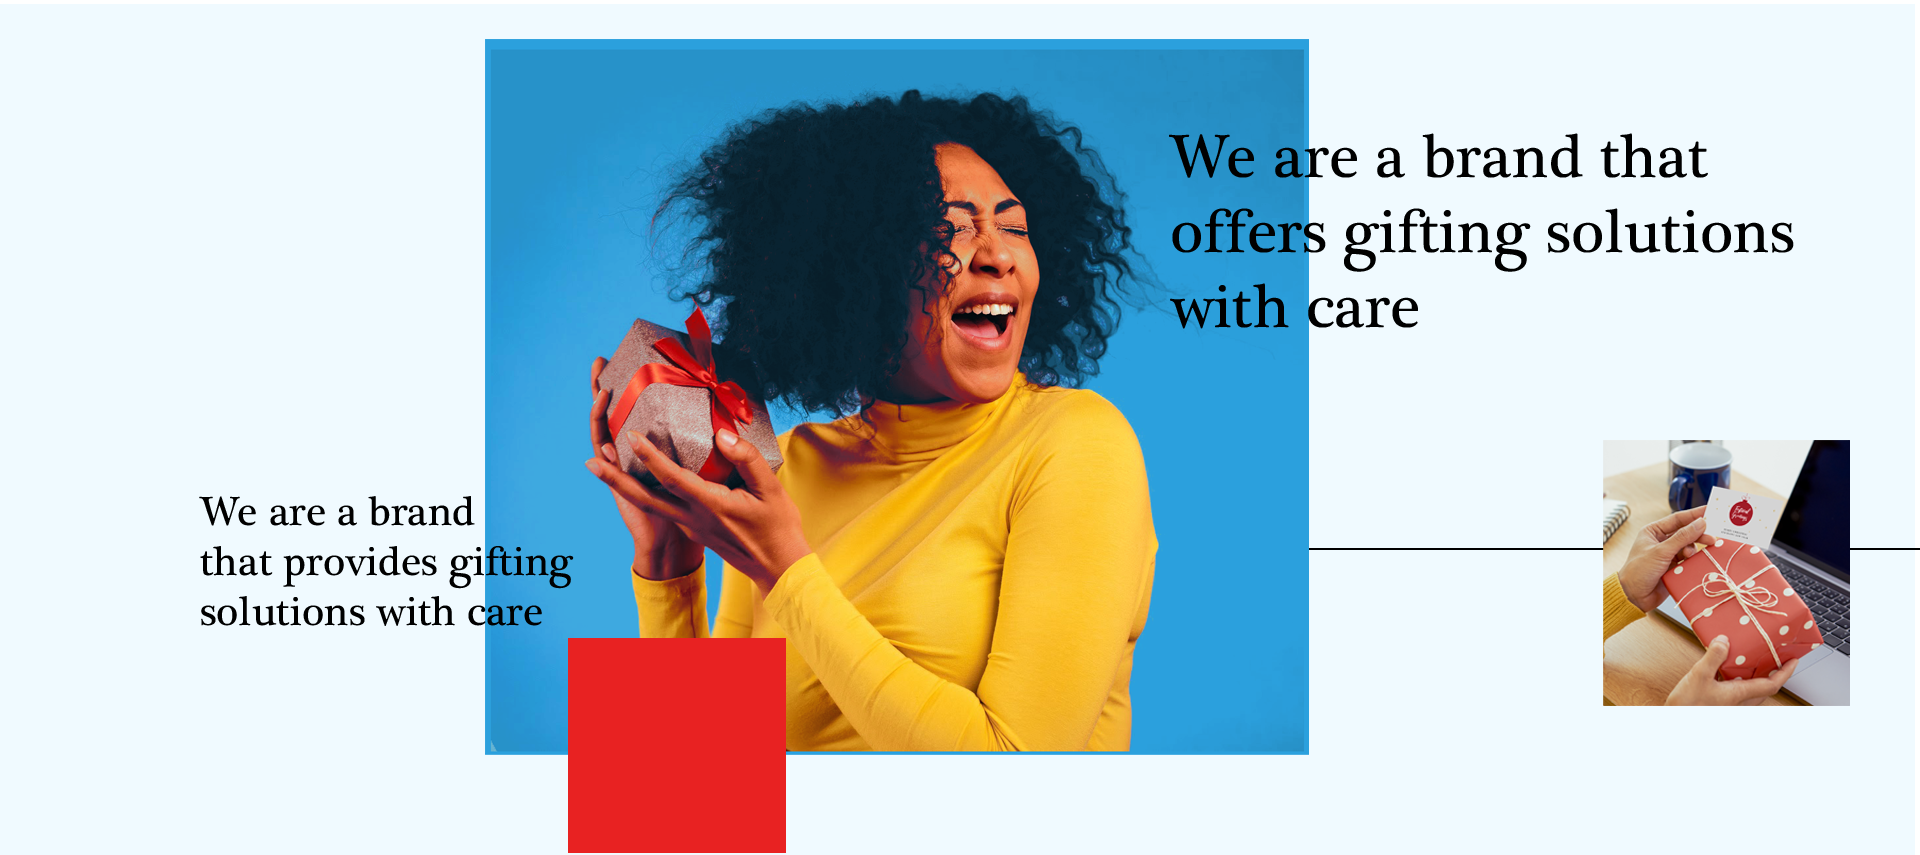 We are a brand that
offers gifting solutions
with care
We are a brand
that provides gifting
solutions with care